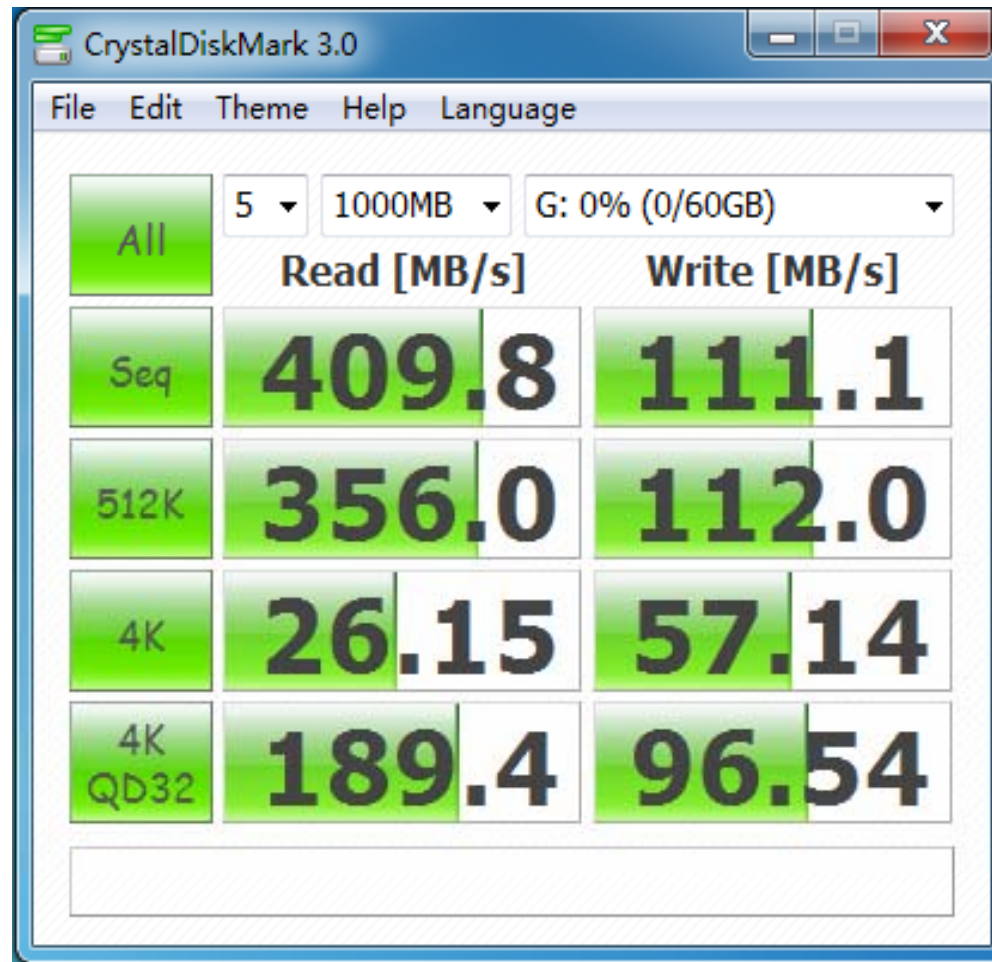 CrystalDiskMark 3.0
File Edit Theme Help Language
All 5 1000MB G: 0% (0/60GB)
Read [MB/s] Write [MB/s]
Seq 409.8 111.1
512K 356.0 112.0
4K 26.15 57.14
4K QD32 189.4 96.54